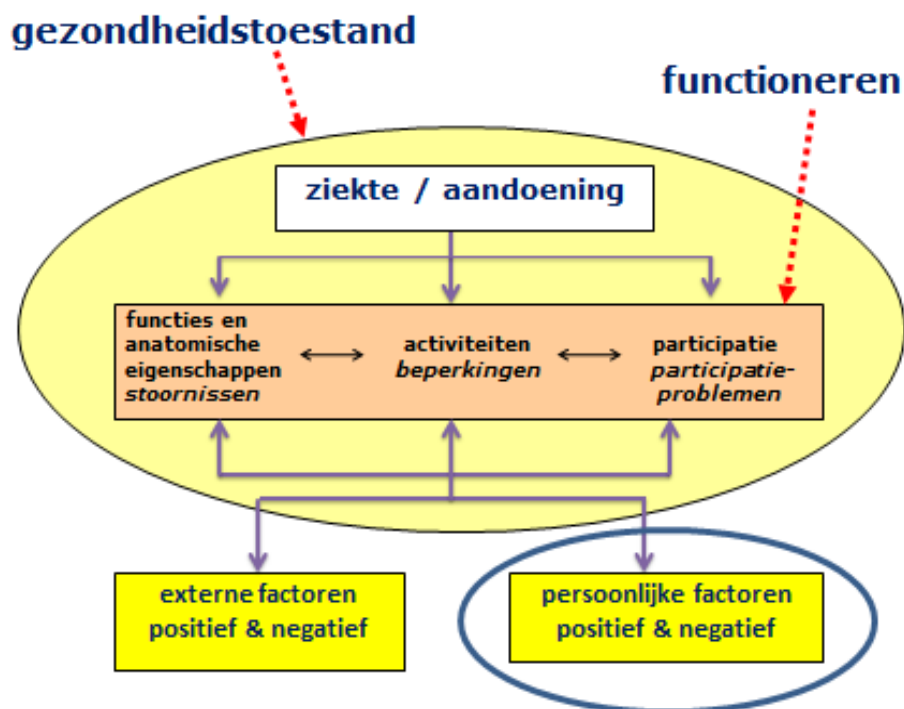 gezondheidstoestand
functioneren
ziekte / aandoening
functies en
anatomische
eigenschappen
stoornissen
activiteiten
beperkingen
participatie
participatie-
problemen
externe factoren
positief & negatief
persoonlijke factoren
positief & negatief